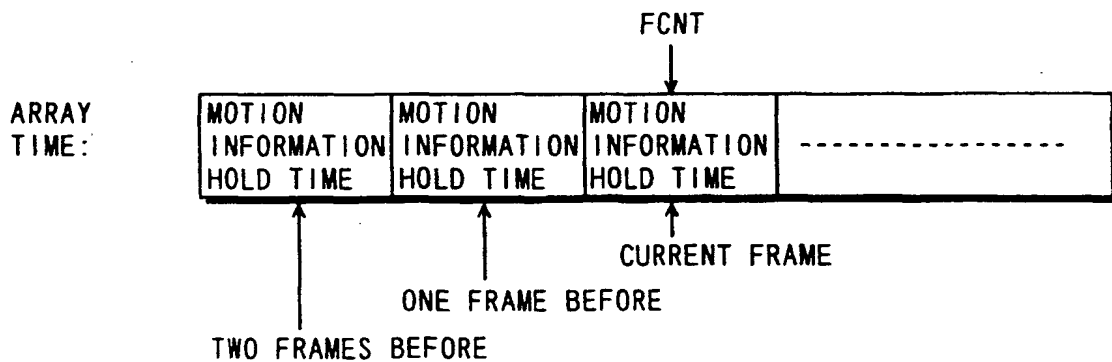 FCNT
ARRAY
TIME:
MOTION
INFORMATION
HOLD TIME
MOTION
INFORMATION
HOLD TIME
MOTION
INFORMATION
HOLD TIME
CURRENT FRAME
ONE FRAME BEFORE
TWO FRAMES BEFORE